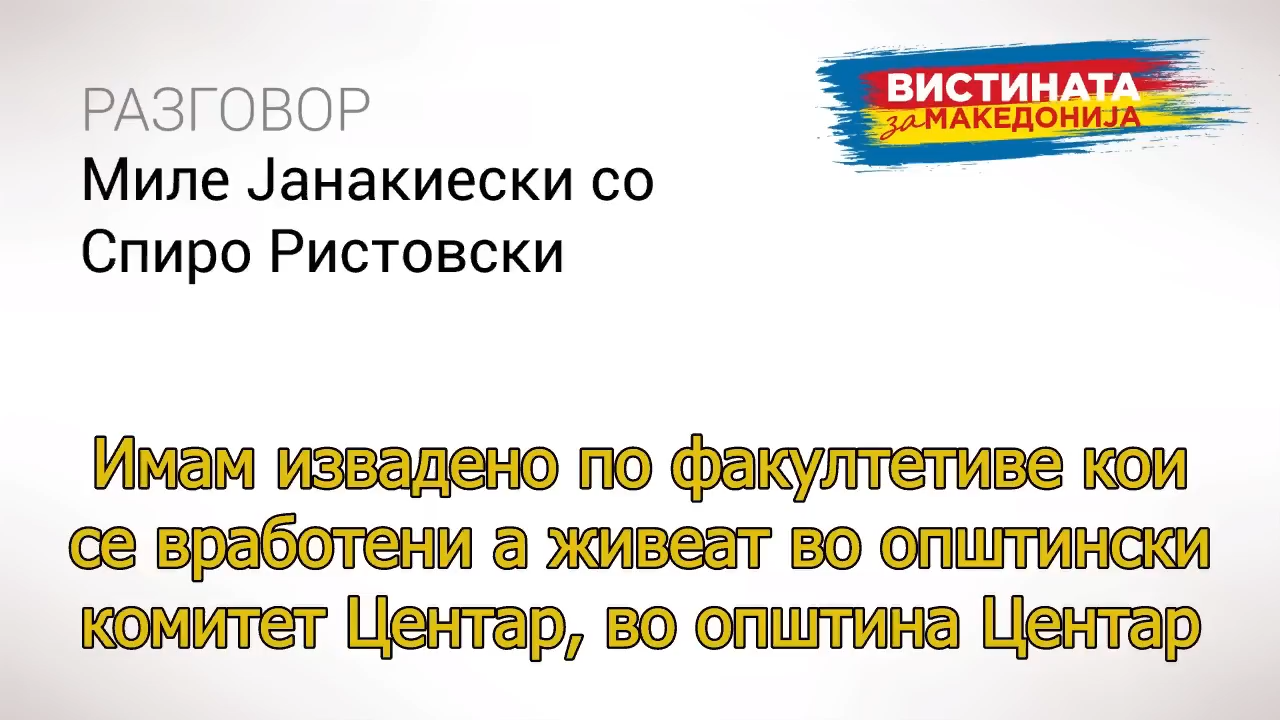 РАЗГОВОР
Миле Јанакиески со
Спиро Ристовски
ВИСТИНАТА
за МАКЕДОНИЈА
Имам извадено по факултетиве кои
се вработени а живеат во општински
комитет Центар, во општина Центар